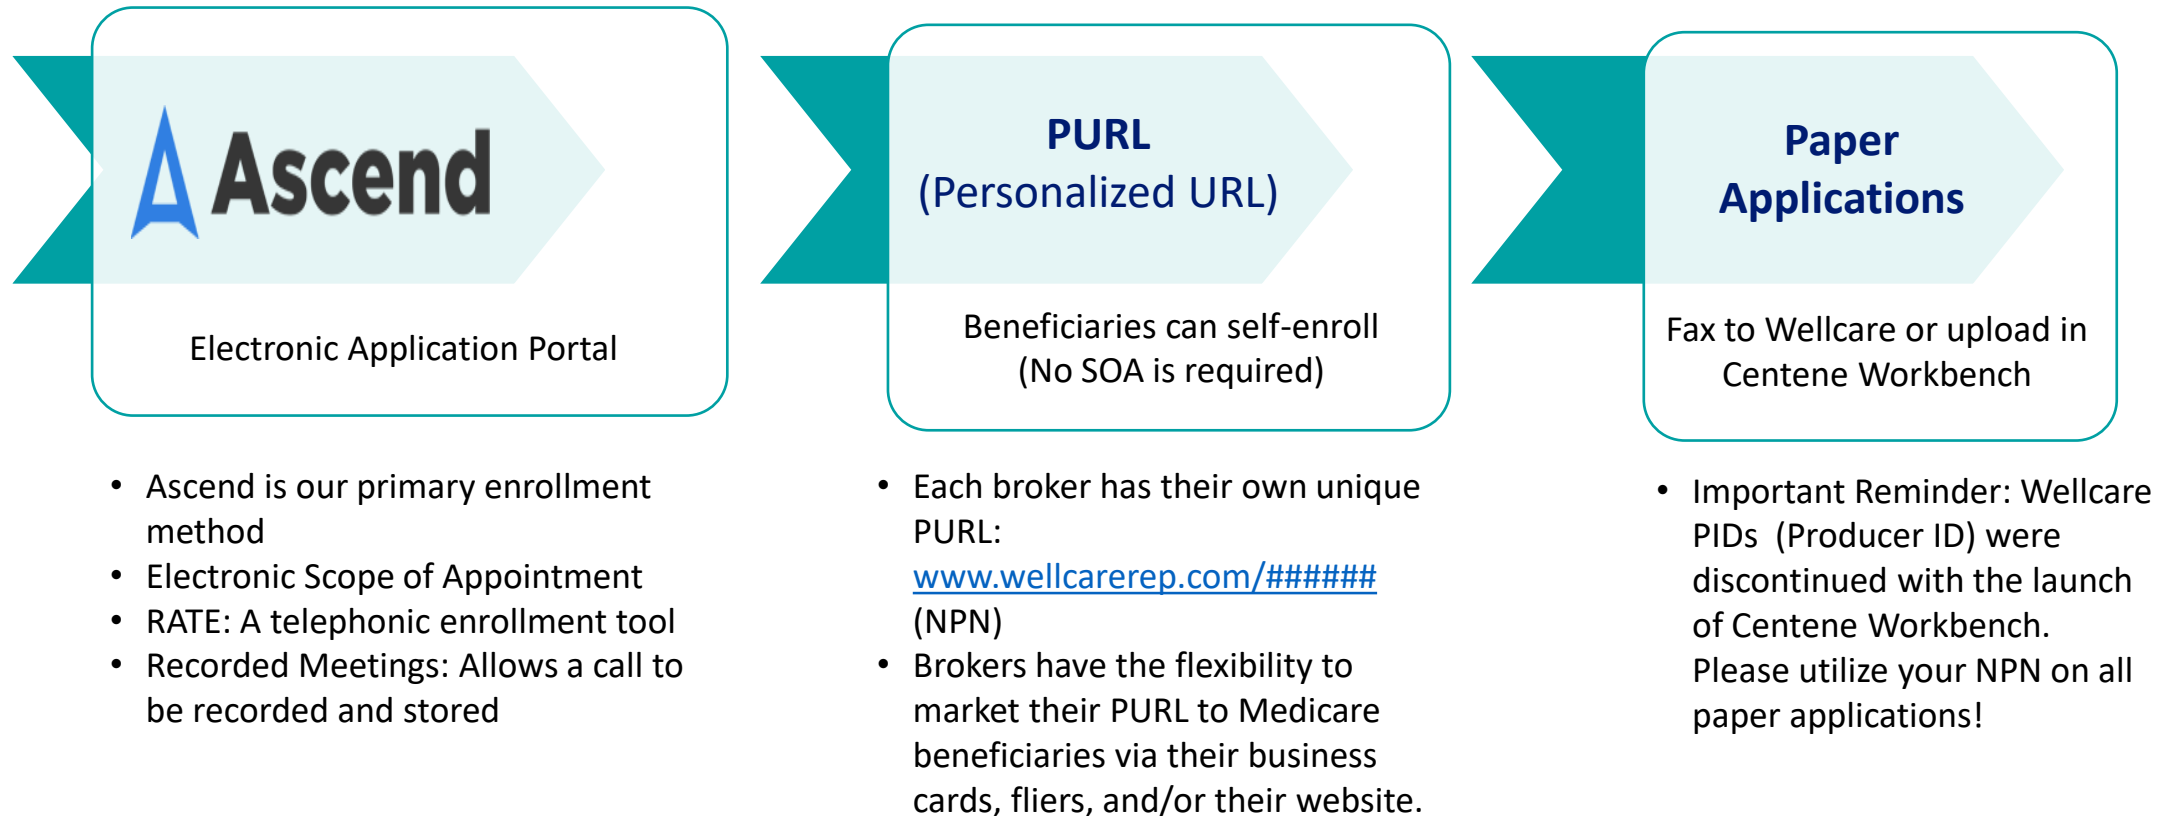 Ascend
Electronic Application Portal
• Ascend is our primary enrollment
method
• Electronic Scope of Appointment
• RATE: A telephonic enrollment tool
• Recorded Meetings: Allows a call to
be recorded and stored
PURL
(Personalized URL)
Beneficiaries can self-enroll
(No SOA is required)
• Each broker has their own unique
PURL:
www.wellcarerep.com/######
(NPN)
• Brokers have the flexibility to
market their PURL to Medicare
beneficiaries via their business
cards, fliers, and/or their website.
Paper
Applications
Fax to Wellcare or upload in
Centene Workbench
• Important Reminder: Wellcare
PIDs (Producer ID) were
discontinued with the launch
of Centene Workbench.
Please utilize your NPN on all
paper applications!